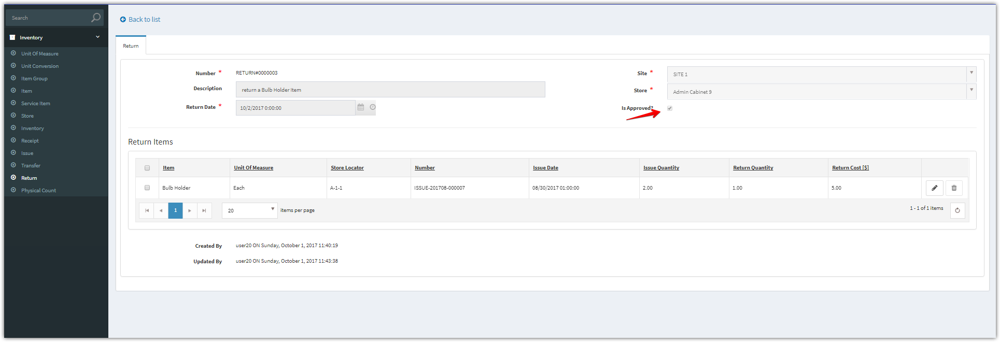 Search
Inventory
Unit Of Measure
Unit Conversion
Item Group
Item
Service Item
Store
Inventory
Receipt
Issue
Transfer
Return
Physical Count
Back to list
Return
Number * RETURN#0000003
Description return a Bulb Holder Item
Return Date * 10/2/2017 0:00:00
Site * SITE 1
Store * Admin Cabinet 9
Is Approved?
Return Items
Item Unit Of Measure Store Locator Number Issue Date Issue Quantity Return Quantity Return Cost [$]
Bulb Holder Each A-1-1 ISSUE-201708-000007 08/30/2017 01:00:00 2.00 1.00 5.00
1 20 items per page 1 - 1 of 1 items
Created By user20 ON Sunday, October 1, 2017 11:40:19
Updated By user20 ON Sunday, October 1, 2017 11:43:38